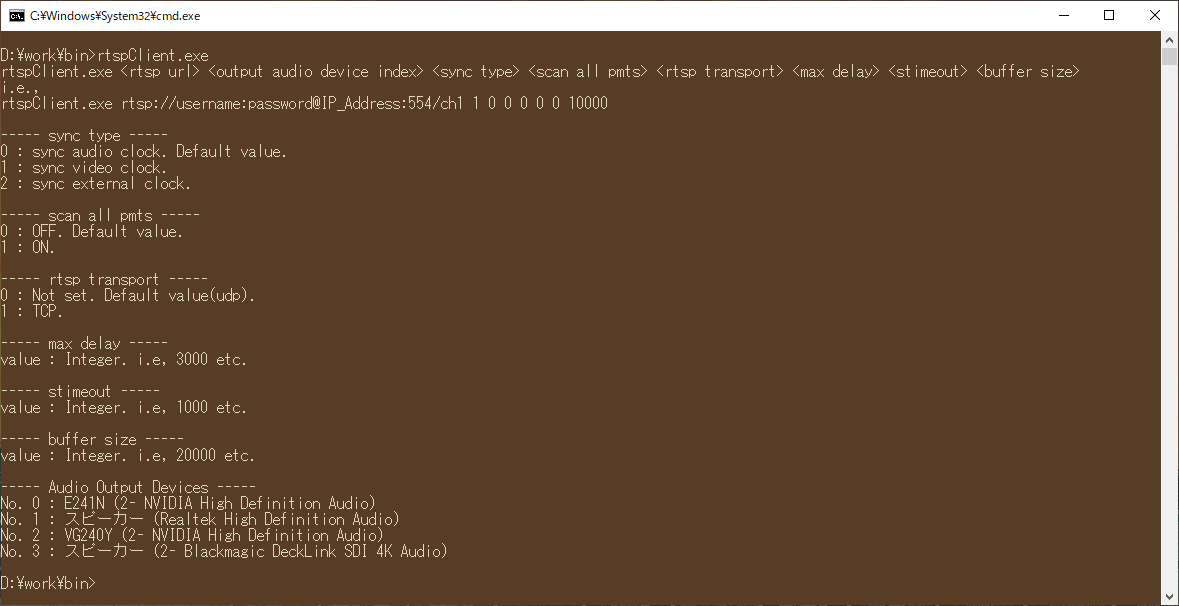 C:¥Windows¥System32¥cmd.exe
D:¥work¥bin>rtspClient.exe
rtspClient.exe <rtsp url> <output audio device index> <sync type> <scan all pmts> <rtsp transport> <max delay> <stimeout> <buffer size>
i.e.,
rtspClient.exe rtsp://username:password@IP_Address:554/ch1 1 0 0 0 0 0 10000
----- sync type -----
0 : sync audio clock. Default value.
1 : sync video clock.
2 : sync external clock.
----- scan all pmts -----
0 : OFF. Default value.
1 : ON.
----- rtsp transport -----
0 : Not set. Default value(udp).
1 : TCP.
----- max delay -----
value : Integer. i.e, 3000 etc.
----- stimeout -----
value : Integer. i.e, 1000 etc.
----- buffer size -----
value : Integer. i.e, 20000 etc.
----- Audio Output Devices -----
No. 0 : E241N (2- NVIDIA High Definition Audio)
No. 1 : スピーカー (Realtek High Definition Audio)
No. 2 : VG240Y (2- NVIDIA High Definition Audio)
No. 3 : スピーカー (2- Blackmagic DeckLink SDI 4K Audio)
D:¥work¥bin>